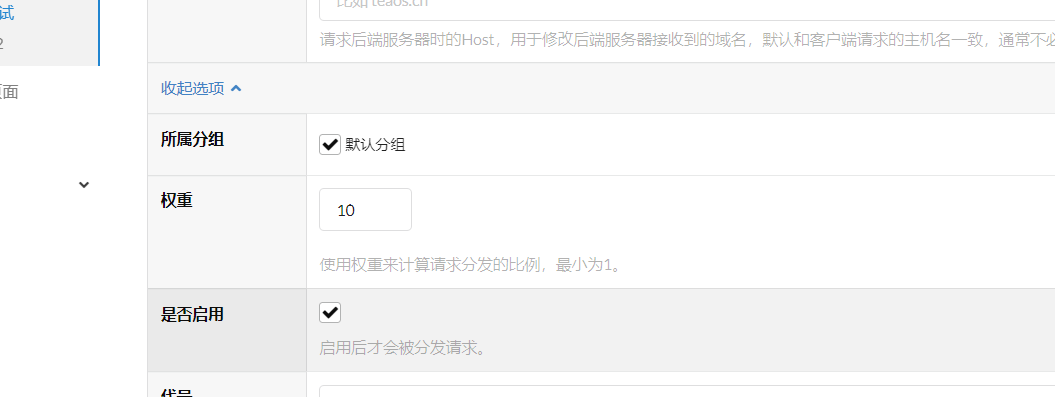 试
比如 teaos.cn
2
请求后端服务器时的Host，用于修改后端服务器接收到的域名，默认和客户端请求的主机名一致，通常不
页面
收起选项
所属分组
默认分组
权重
10
使用权重来计算请求分发的比例，最小为1。
是否启用
启用后才会被分发请求。